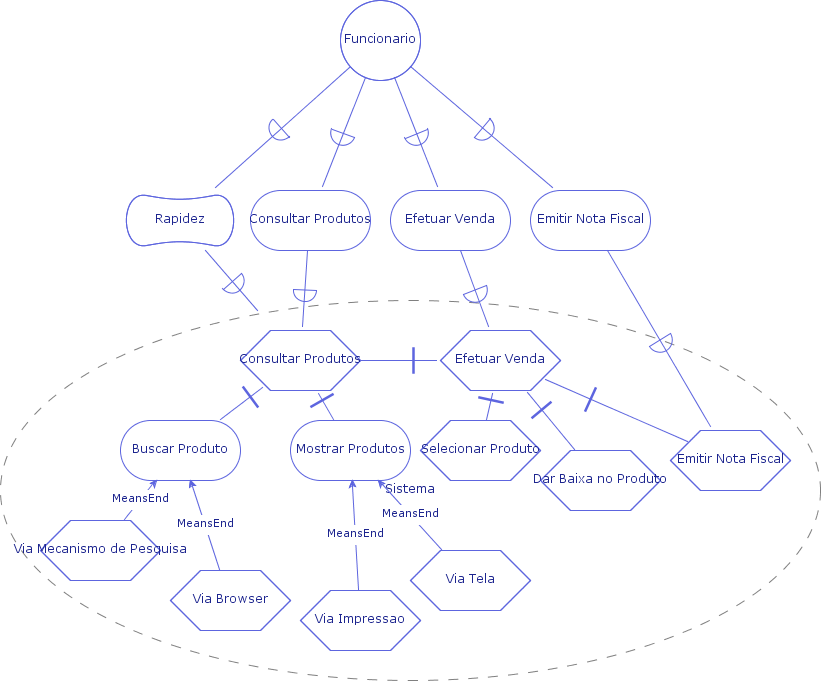 Funcionario
Rapidez
Consultar Produtos
Efetuar Venda
Emitir Nota Fiscal
Consultar Produtos
Efetuar Venda
Buscar Produto
Mostrar Produtos
Selecionar Produto
Emitir Nota Fiscal
Dar Baixa no Produto
Sistema
MeansEnd
MeansEnd
MeansEnd
MeansEnd
Via Mecanismo de Pesquisa
Via Tela
Via Browser
Via Impressao